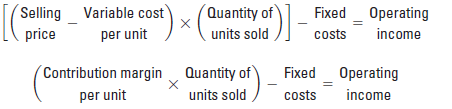 [(Selling price − Variable cost per unit) × (Quantity of units sold)] − Fixed costs = Operating income
(Contribution margin per unit × Quantity of units sold) − Fixed costs = Operating income